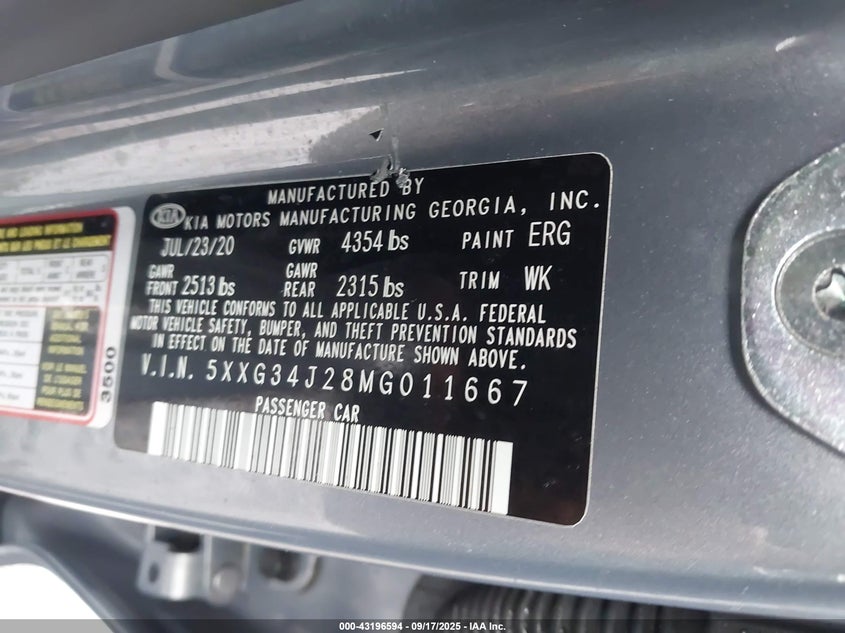 MANUFACTURED BY
KIA KIA MOTORS MANUFACTURING GEORGIA, INC.
JUL/23/20 GVWR 4354 lbs PAINT ERG
GAWR FRONT 2513 lbs GAWR REAR 2315 lbs TRIM WK
THIS VEHICLE CONFORMS TO ALL APPLICABLE U.S.A. FEDERAL
MOTOR VEHICLE SAFETY, BUMPER, AND THEFT PREVENTION STANDARDS
IN EFFECT ON THE DATE OF MANUFACTURE SHOWN ABOVE.
V.I.N. 5XXG34J28MG011667
PASSENGER CAR
3500
000-43196594 - 09/17/2025 - IAAI.com